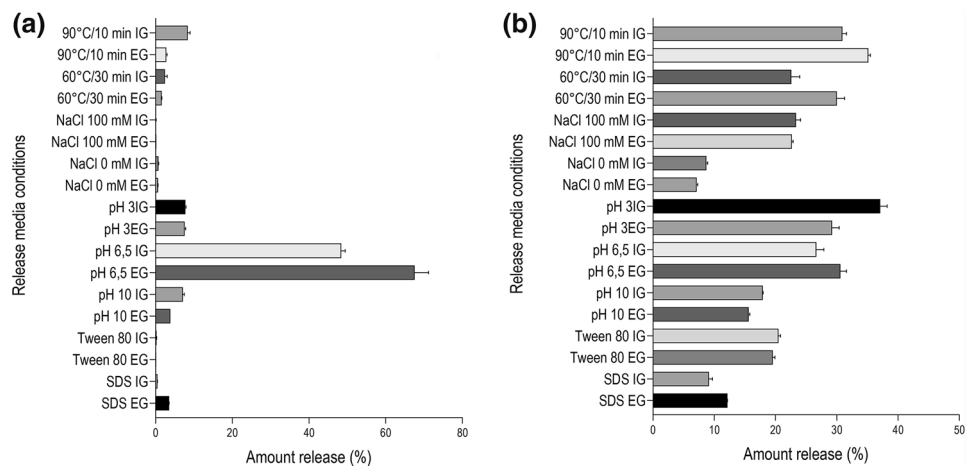 (a)
Release media conditions
90°C/10 min IG
90°C/10 min EG
60°C/30 min IG
60°C/30 min EG
NaCl 100 mM IG
NaCl 100 mM EG
NaCl 0 mM IG
NaCl 0 mM EG
pH 3IG
pH 3EG
pH 6,5 IG
pH 6,5 EG
pH 10 IG
pH 10 EG
Tween 80 IG
Tween 80 EG
SDS IG
SDS EG
0 20 40 60 80
Amount release (%)
(b)
Release media conditions
90°C/10 min IG
90°C/10 min EG
60°C/30 min IG
60°C/30 min EG
NaCl 100 mM IG
NaCl 100 mM EG
NaCl 0 mM IG
NaCl 0 mM EG
pH 3IG
pH 3EG
pH 6,5 IG
pH 6,5 EG
pH 10 IG
pH 10 EG
Tween 80 IG
Tween 80 EG
SDS IG
SDS EG
0 10 20 30 40 50
Amount release (%)